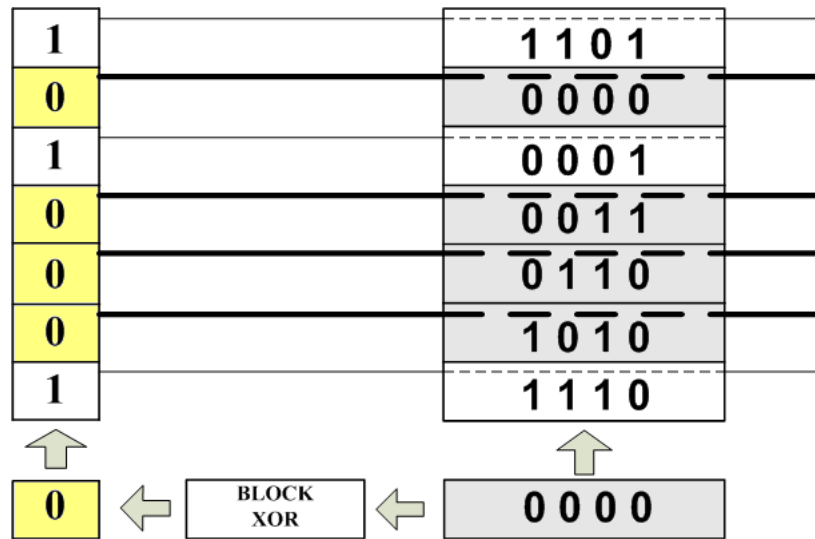 1 1 1 0 1
0 0 0 0 0
1 0 0 0 1
0 0 0 1 1
0 0 1 1 0
0 1 0 1 0
1 1 1 1 0
0 BLOCK 0 0 0 0
XOR